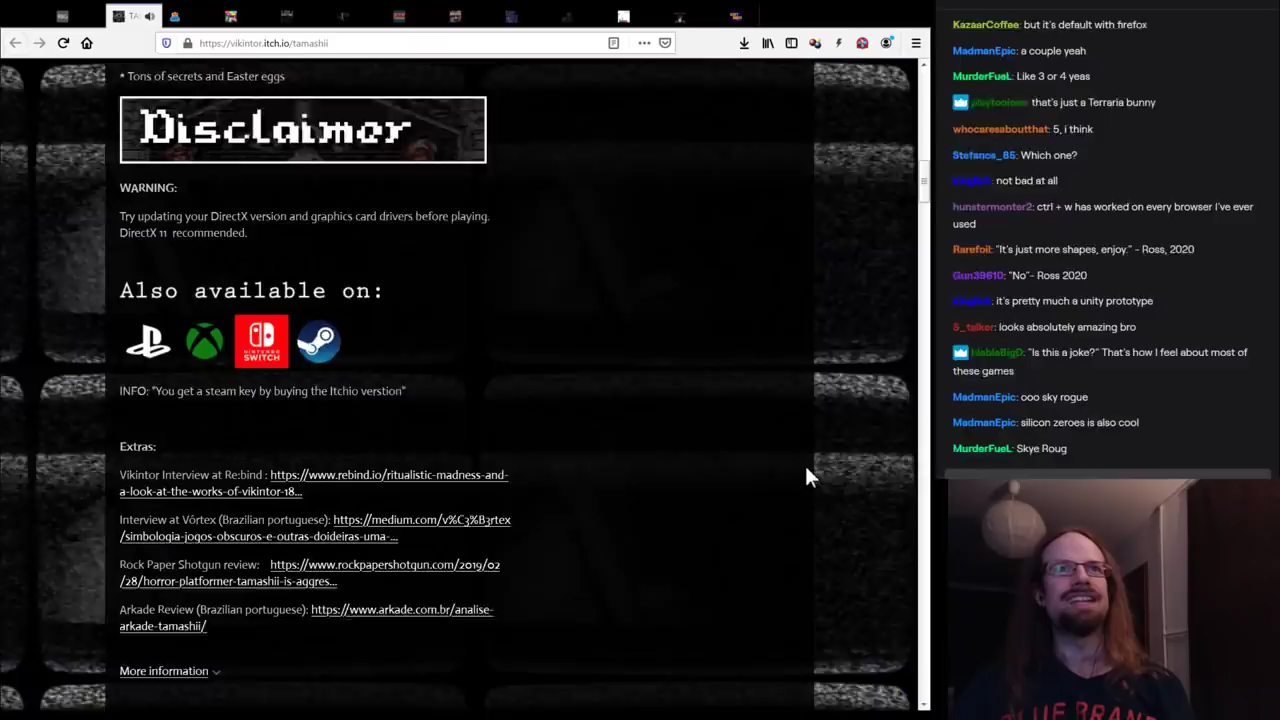 TA
https://vikintor.itch.io/tamashii
* Tons of secrets and Easter eggs
Disclaimer
WARNING:
Try updating your DirectX version and graphics card drivers before playing.
DirectX 11 recommended.
Also available on:
NINTENDO
SWITCH
INFO: "You get a steam key by buying the Itchio verstion"
Extras:
Vikintor Interview at Re:bind : https://www.rebind.io/ritualistic-madness-and-
a-look-at-the-works-of-vikintor-18...
Interview at Vórtex (Brazilian portuguese): https://medium.com/v%C3%B3rtex
/simbologia-jogos-obscuros-e-outras-doideiras-uma-...
Rock Paper Shotgun review: https://www.rockpapershotgun.com/2019/02
/28/horror-platformer-tamashii-is-aggres...
Arkade Review (Brazilian portuguese): https://www.arkade.com.br/analise-
arkade-tamashii/
More information
KazaarCoffee: but it's default with firefox
MadmanEpic: a couple yeah
MurderFueL: Like 3 or 4 yeas
that's just a Terraria bunny
whocaresaboutthat: 5, i think
Stefanos_85: Which one?
not bad at all
hunstermonter2: ctrl + w has worked on every browser I've ever
used
Rarefoil: "It's just more shapes, enjoy." - Ross, 2020
Gun39610: "No"- Ross 2020
it's pretty much a unity prototype
S_talker: looks absolutely amazing bro
"Is this a joke?" That's how I feel about most of
these games
MadmanEpic: ooo sky rogue
MadmanEpic: silicon zeroes is also cool
MurderFueL: Skye Roug
BLUE BRAND